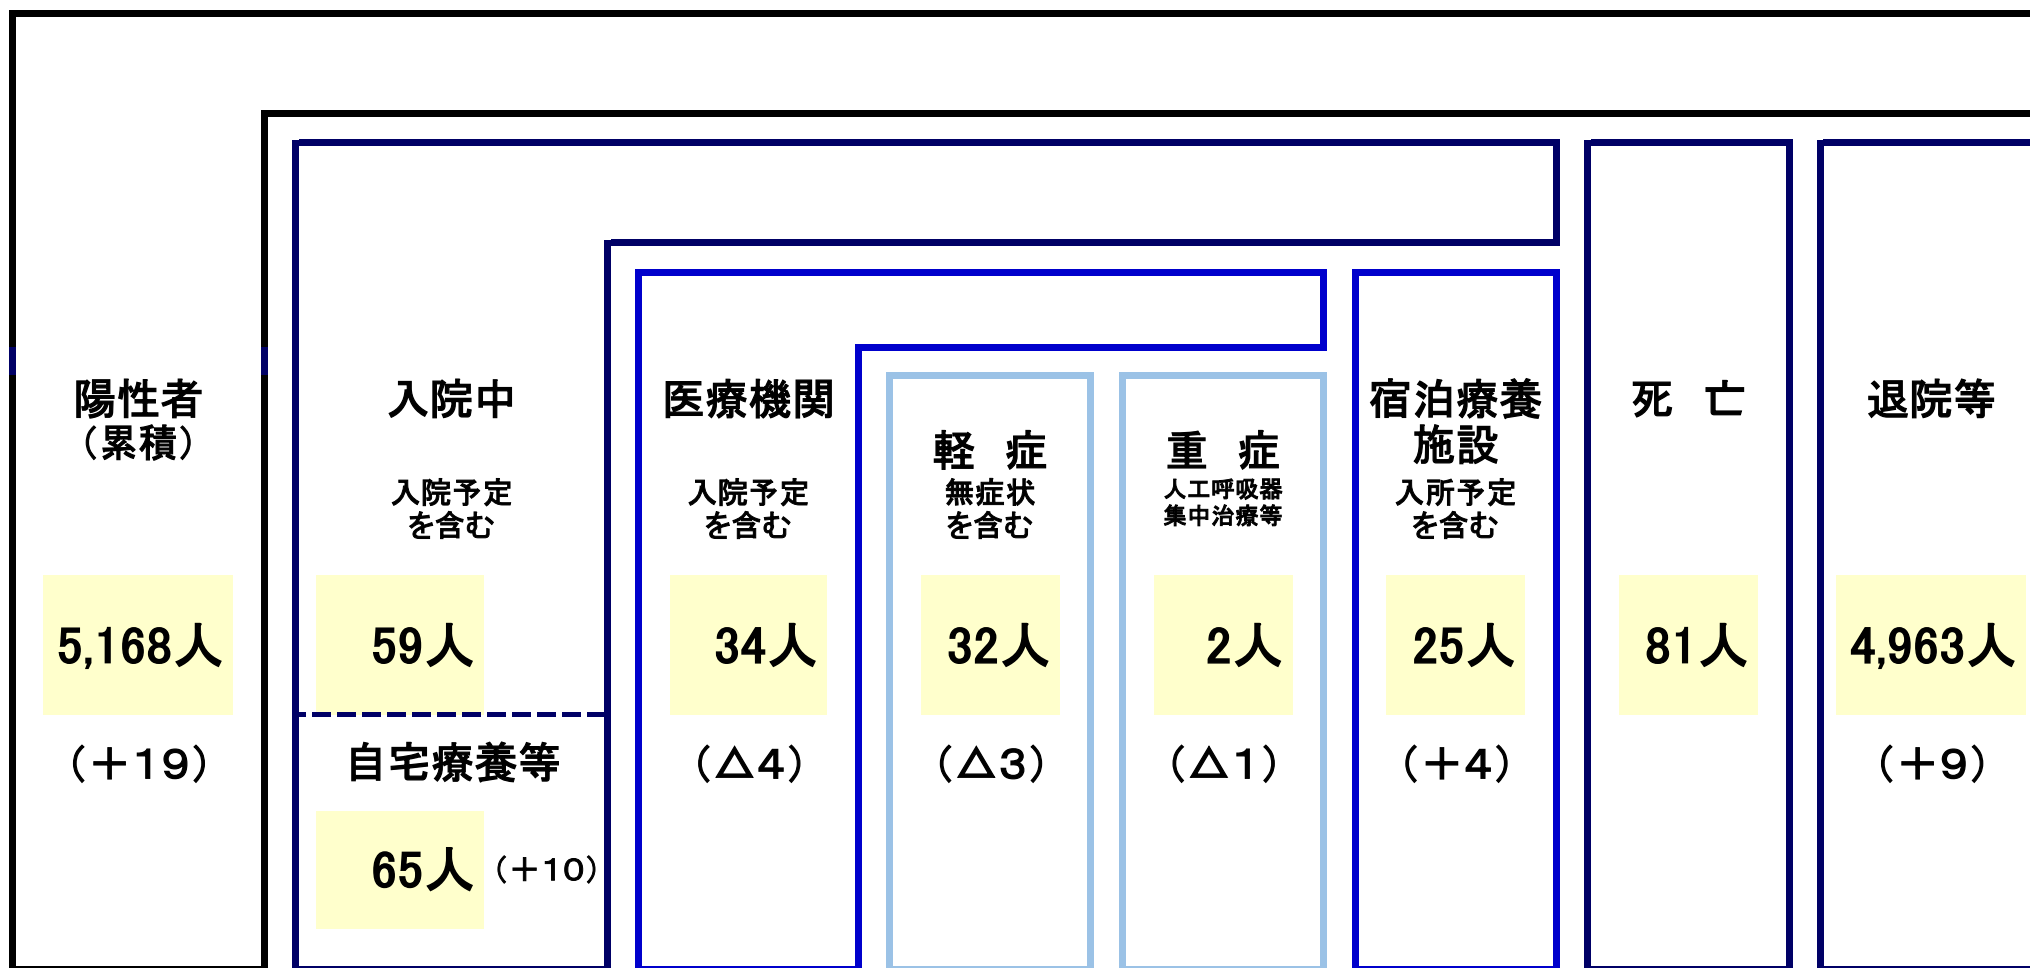 陽性者
（累積）
5,168人
（＋19）
入院中
入院予定
を含む
59人
自宅療養等
65人（＋10）
医療機関
入院予定
を含む
34人
（△4）
軽　症
無症状
を含む
32人
（△3）
重　症
人工呼吸器
集中治療等
2人
（△1）
宿泊療養
施設
入所予定
を含む
25人
（＋4）
死　亡
81人
退院等
4,963人
（＋9）